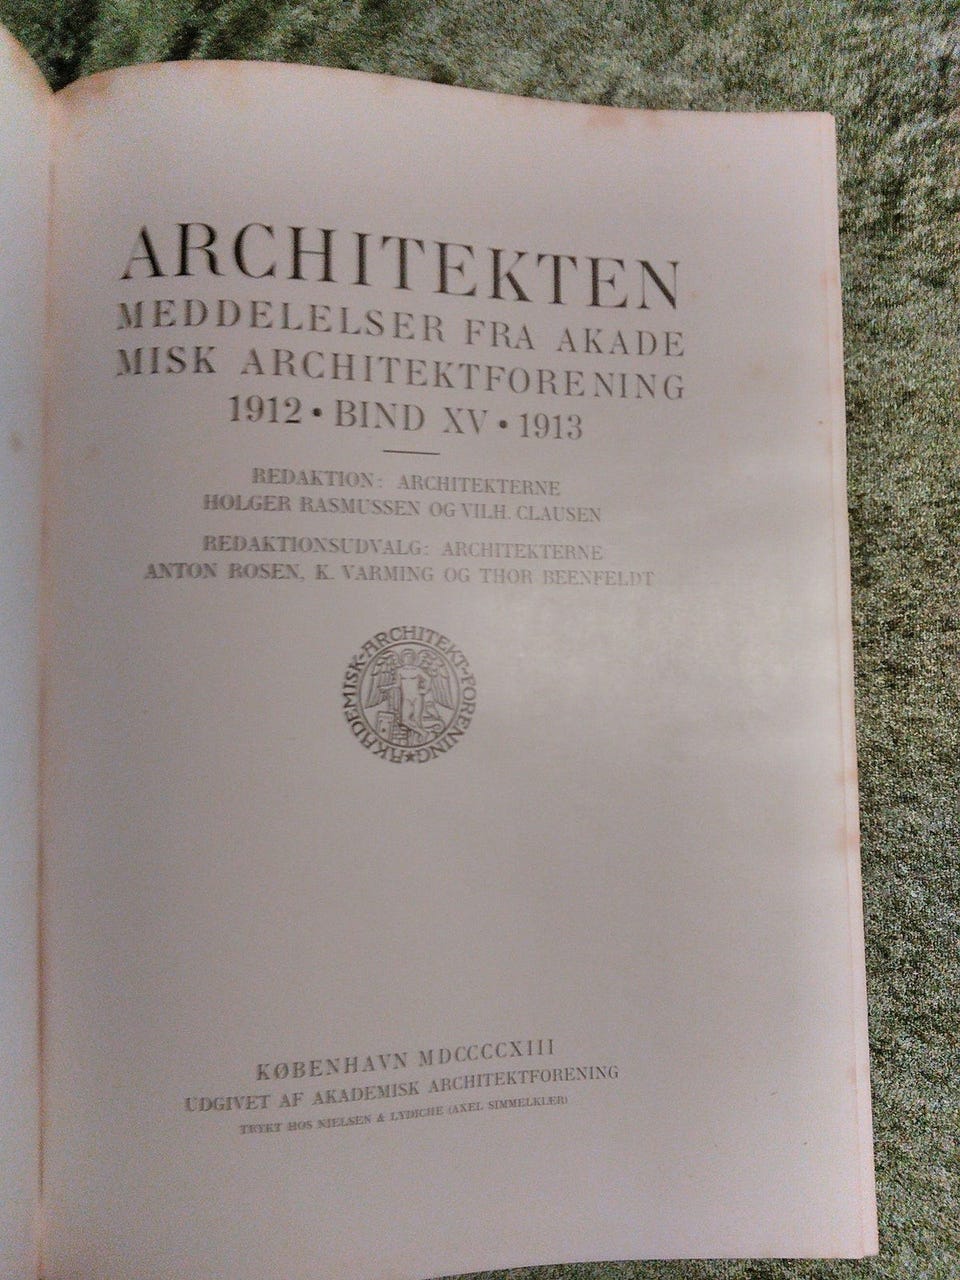 ARCHITEKTEN
MEDDELELSER FRA AKADE
MISK ARCHITEKTFORENING
1912 • BIND XV • 1913
REDAKTION: ARCHITEKTERNE
HOLGER RASMUSSEN OG VILH. CLAUSEN
REDAKTIONSUDVALG: ARCHITEKTERNE
ANTON ROSEN, K. VARMING OG THOR BEENFELDT
AKADEMISK-ARCHITEKT-FORENING
KØBENHAVN MDCCCCXIII
UDGIVET AF AKADEMISK ARCHITEKTFORENING
TRYKT HOS NIELSEN & LYDICHE (AXEL SIMMELKIÆR)